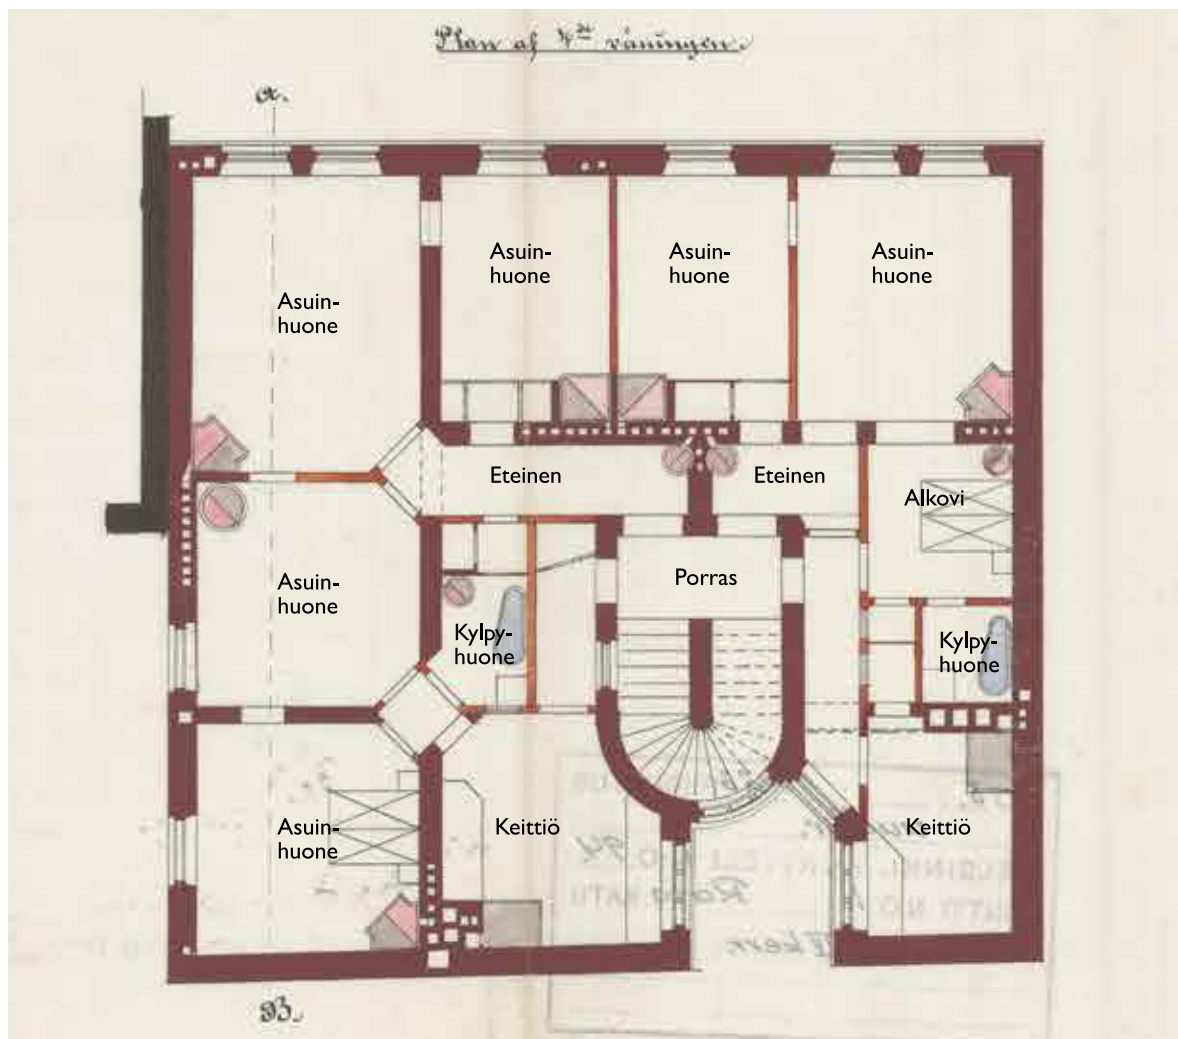 Plan af 4de våningen.
a.
Asuin-
huone
Asuin-
huone
Asuin-
huone
Asuin-
huone
Eteinen
Eteinen
Alkovi
Asuin-
huone
Porras
Kylpy-
huone
Kylpy-
huone
Asuin-
huone
Keittiö
Keittiö
B.